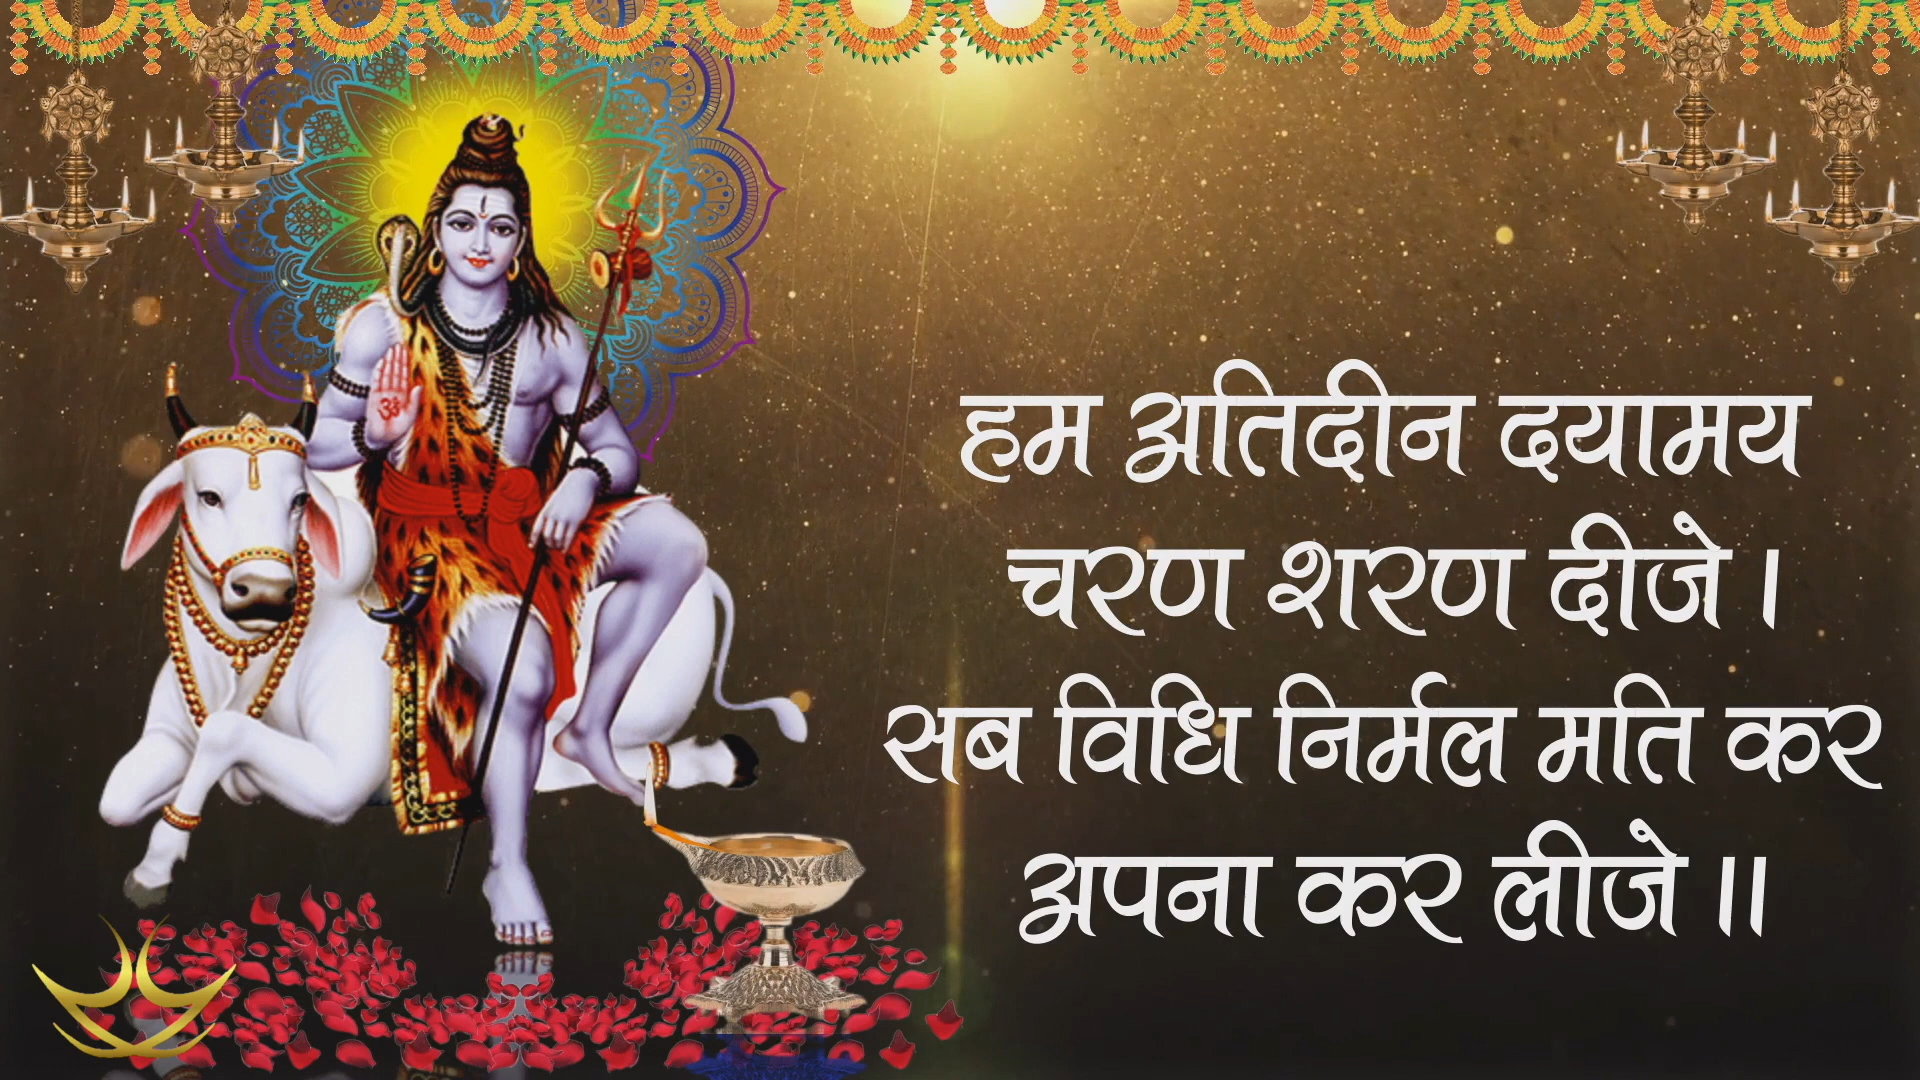 हम अतिदीन दयामय
चरण शरण दीजे ।
सब विधि निर्मल मति कर
अपना कर लीजे ॥
ॐ